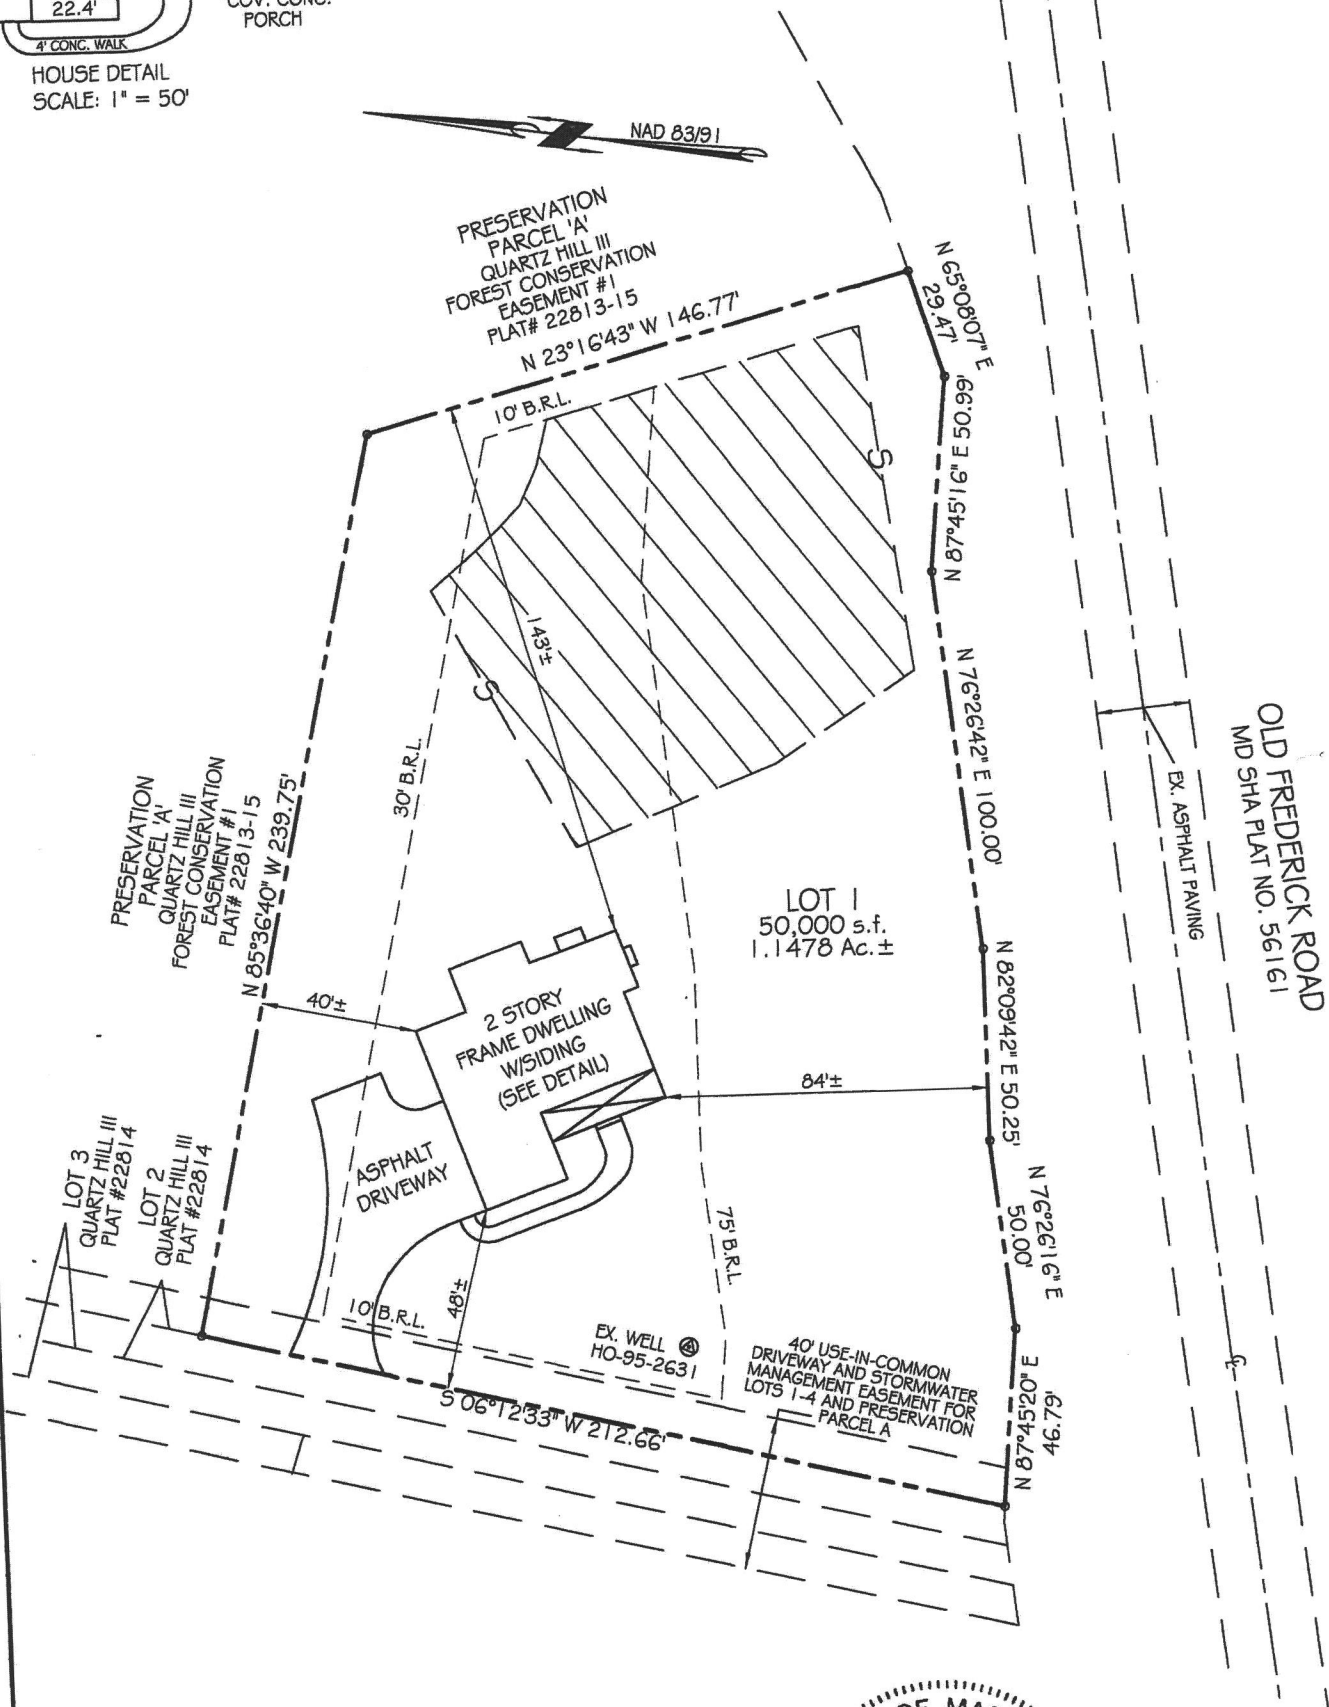 22.4'
4' CONC. WALK
COV. CONC.
PORCH
HOUSE DETAIL
SCALE: 1" = 50'
NAD 83/91
PRESERVATION
PARCEL 'A'
QUARTZ HILL III
FOREST CONSERVATION
EASEMENT #1
PLAT# 22813-15
N 23°16'43" W 146.77'
N 65°08'07" E
29.47'
10' B.R.L.
N 87°45'16" E 50.99'
S
143'±
S
N 76°26'42" E 100.00'
30' B.R.L.
OLD FREDERICK ROAD
MD SHA PLAT NO. 56161
EX. ASPHALT PAVING
PRESERVATION
PARCEL 'A'
QUARTZ HILL III
FOREST CONSERVATION
EASEMENT #1
PLAT# 22813-15
N 85°36'40" W 239.75'
LOT 1
50,000 s.f.
1.1478 Ac.±
N 82°09'42" E 50.25'
40'±
2 STORY
FRAME DWELLING
W/SIDING
(SEE DETAIL)
84'±
LOT 3
QUARTZ HILL III
PLAT #22814
LOT 2
QUARTZ HILL III
PLAT #22814
ASPHALT
DRIVEWAY
N 76°26'16" E
50.00'
75' B.R.L.
48'±
10' B.R.L.
EX. WELL
HO-95-2631
40' USE-IN-COMMON
DRIVEWAY AND STORMWATER
MANAGEMENT EASEMENT FOR
LOTS 1-4 AND PRESERVATION
PARCEL A
N 87°45'20" E
46.79'
S 06°12'33" W 212.66'